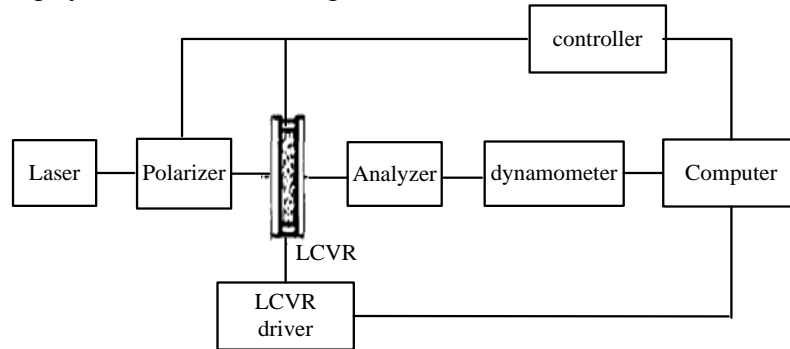 controller
Laser
Polarizer
Analyzer
dynamometer
Computer
LCVR
LCVR
driver